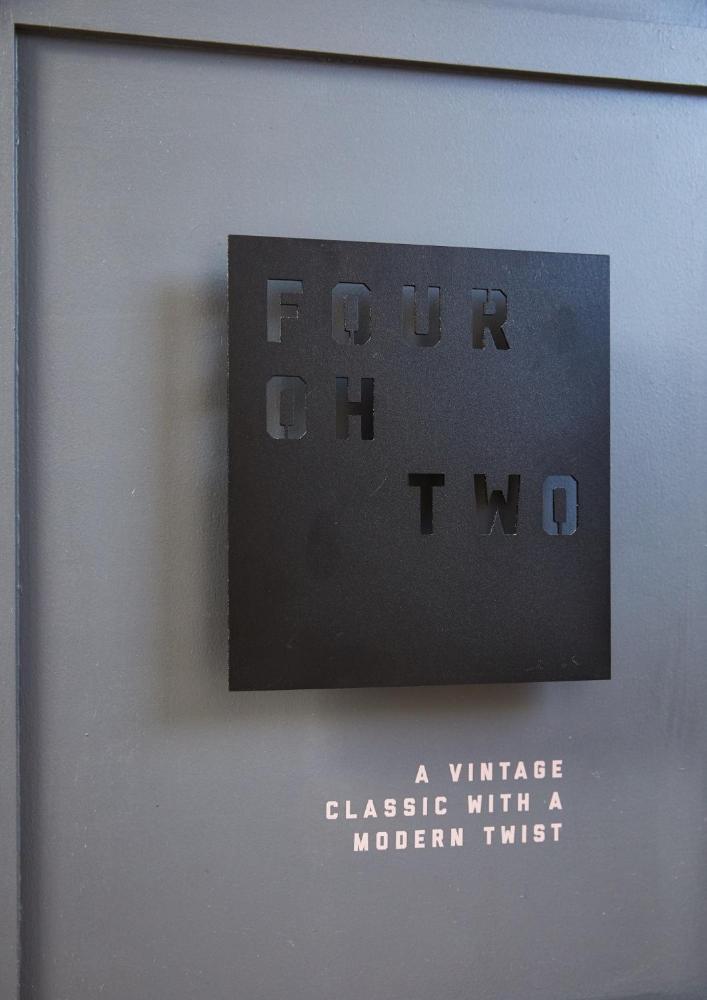 FOUR
OH
TWO
A VINTAGE
CLASSIC WITH A
MODERN TWIST